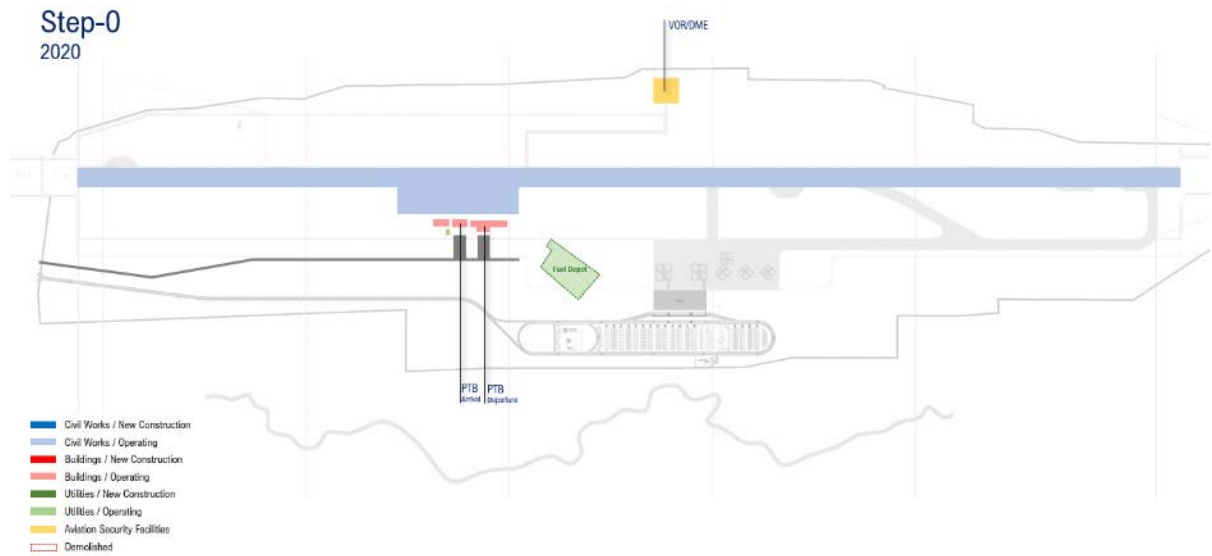 Step-0
2020
VOR/DME
Fuel Depot
PTB
Arrival
PTB
Departure
Civil Works / New Construction
Civil Works / Operating
Buildings / New Construction
Buildings / Operating
Utilities / New Construction
Utilities / Operating
Aviation Security Facilities
Demolished